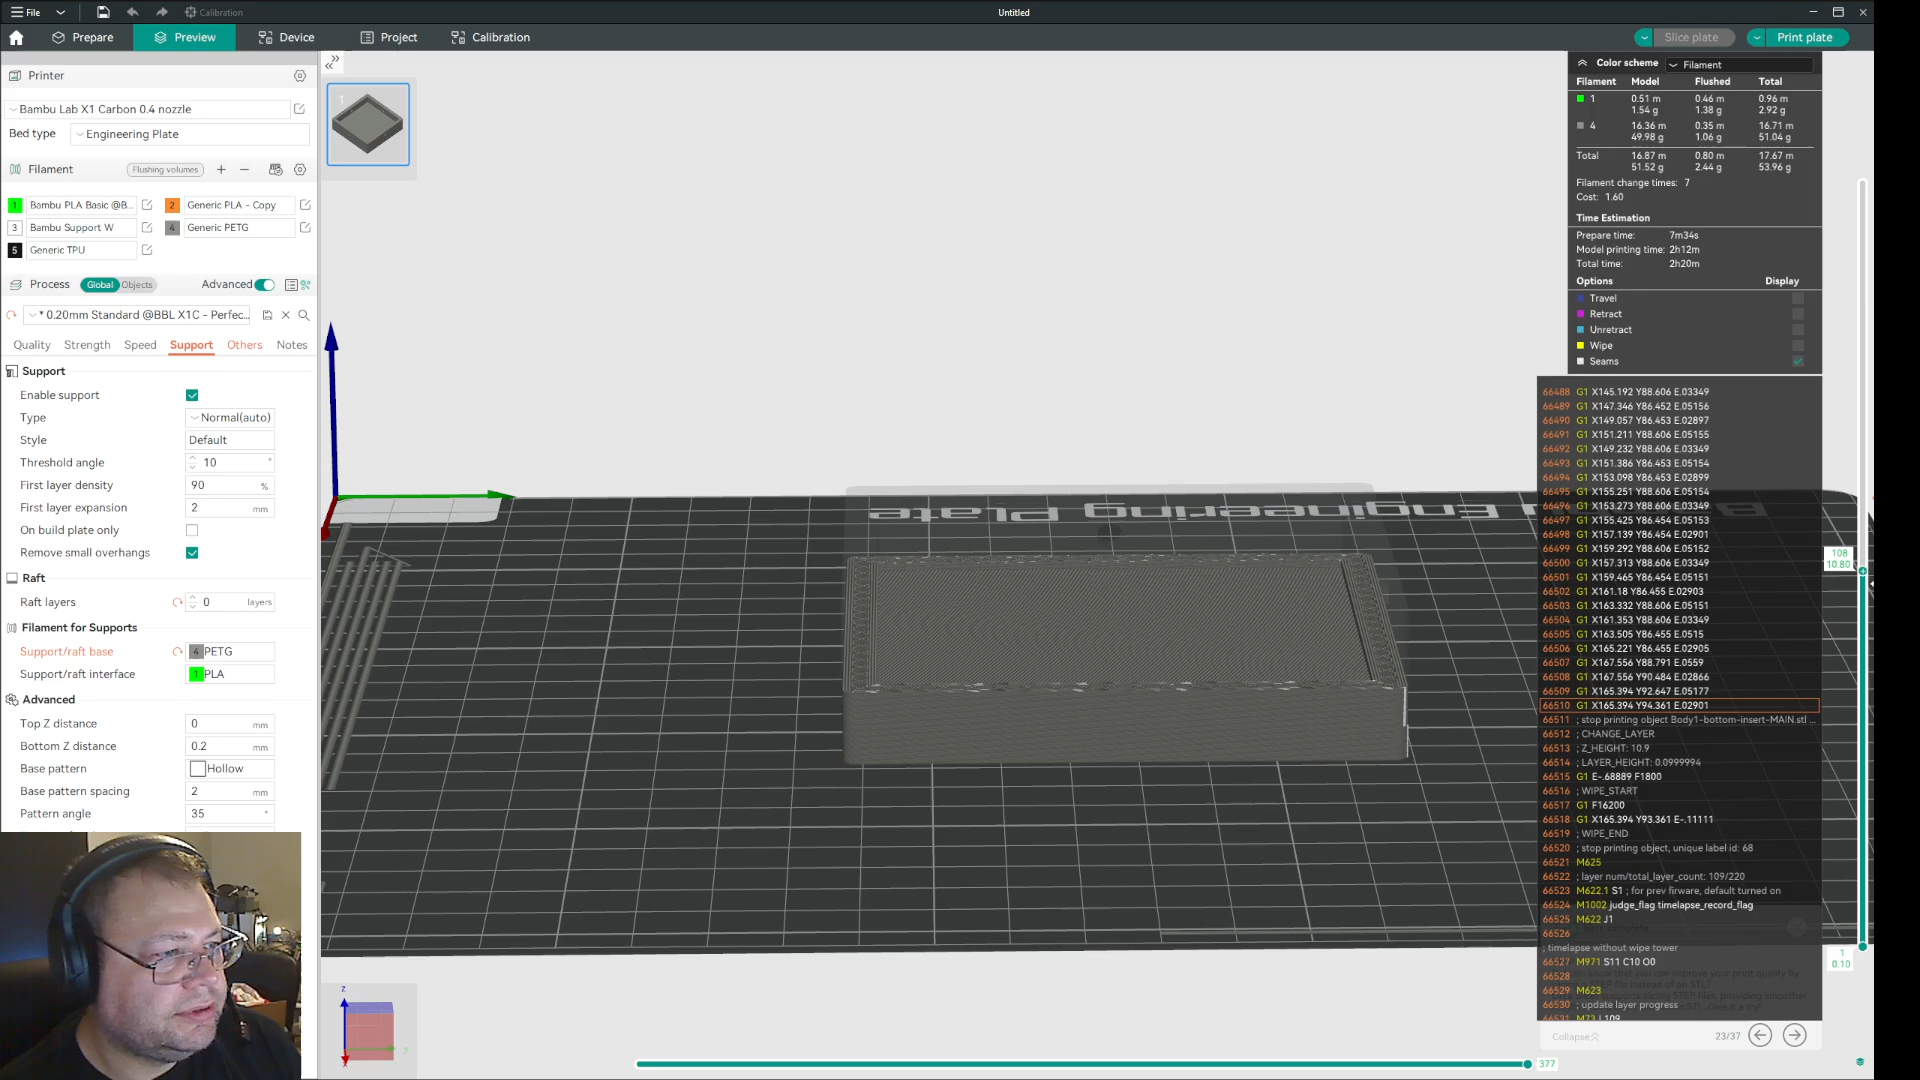 File
Calibration
Untitled
Prepare
Preview
Device
Project
Calibration
Slice plate
Print plate
Printer
Bambu Lab X1 Carbon 0.4 nozzle
Bed type
Engineering Plate
Filament
Flushing volumes
1 Bambu PLA Basic @B...
2 Generic PLA - Copy
3 Bambu Support W
4 Generic PETG
5 Generic TPU
Process
Global
Objects
Advanced
* 0.20mm Standard @BBL X1C - Perfec...
Quality
Strength
Speed
Support
Others
Notes
Support
Enable support
Type Normal(auto)
Style Default
Threshold angle 10 °
First layer density 90 %
First layer expansion 2 mm
On build plate only
Remove small overhangs
Raft
Raft layers 0 layers
Filament for Supports
Support/raft base 4 PETG
Support/raft interface 1 PLA
Advanced
Top Z distance 0 mm
Bottom Z distance 0.2 mm
Base pattern Hollow
Base pattern spacing 2 mm
Pattern angle 35 °
1
Engineering Plate
z
y
x
Color scheme Filament
Filament Model Flushed Total
1 0.51 m 0.46 m 0.96 m
1.54 g 1.38 g 2.92 g
4 16.36 m 0.35 m 16.71 m
49.98 g 1.06 g 51.04 g
Total 16.87 m 0.80 m 17.67 m
51.52 g 2.44 g 53.96 g
Filament change times: 7
Cost: 1.60
Time Estimation
Prepare time: 7m34s
Model printing time: 2h12m
Total time: 2h20m
Options Display
Travel
Retract
Unretract
Wipe
Seams
66488 G1 X145.192 Y88.606 E.03349
66489 G1 X147.346 Y86.452 E.05156
66490 G1 X149.057 Y86.453 E.02897
66491 G1 X151.211 Y88.606 E.05155
66492 G1 X149.232 Y88.606 E.03349
66493 G1 X151.386 Y86.453 E.05154
66494 G1 X153.098 Y86.453 E.02899
66495 G1 X155.251 Y88.606 E.05154
66496 G1 X153.273 Y88.606 E.03349
66497 G1 X155.425 Y86.454 E.05153
66498 G1 X157.139 Y86.454 E.02901
66499 G1 X159.292 Y88.606 E.05152
66500 G1 X157.313 Y88.606 E.03349
66501 G1 X159.465 Y86.454 E.05151
66502 G1 X161.18 Y86.455 E.02903
66503 G1 X163.332 Y88.606 E.05151
66504 G1 X161.353 Y88.606 E.03349
66505 G1 X163.505 Y86.455 E.0515
66506 G1 X165.221 Y86.455 E.02905
66507 G1 X167.556 Y88.791 E.0559
66508 G1 X167.556 Y90.484 E.02866
66509 G1 X165.394 Y92.647 E.05177
66510 G1 X165.394 Y94.361 E.02901
66511 ; stop printing object Body1-bottom-insert-MAIN.stl ...
66512 ; CHANGE_LAYER
66513 ; Z_HEIGHT: 10.9
66514 ; LAYER_HEIGHT: 0.0999994
66515 G1 E-.68889 F1800
66516 ; WIPE_START
66517 G1 F16200
66518 G1 X165.394 Y93.361 E-.11111
66519 ; WIPE_END
66520 ; stop printing object, unique label id: 68
66521 M625
66522 ; layer num/total_layer_count: 109/220
66523 M622.1 S1 ; for prev firware, default turned on
66524 M1002 judge_flag timelapse_record_flag
66525 M622 J1
66526
; timelapse without wipe tower
66527 M971 S11 C10 O0
66528
66529 M623
66530 ; update layer progress
66531 M73 L109
108
10.80
1
0.10
Collapse
23/37
377